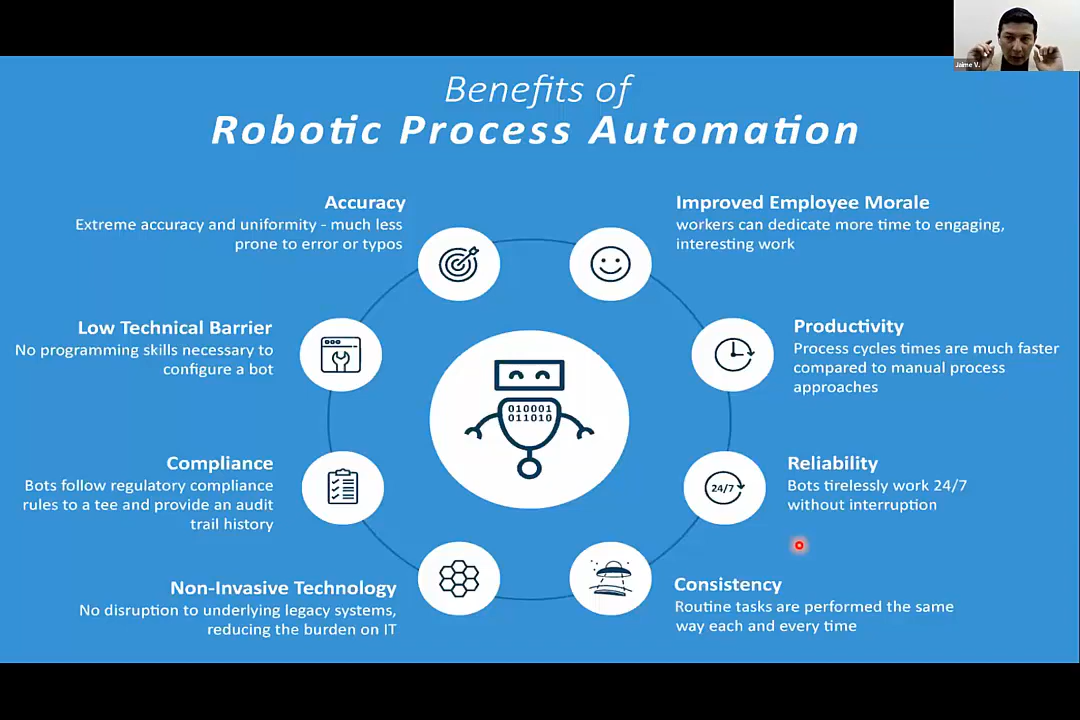 Jaime V.
Benefits of
Robotic Process Automation
Accuracy
Extreme accuracy and uniformity - much less
prone to error or typos
Improved Employee Morale
workers can dedicate more time to engaging,
interesting work
Low Technical Barrier
No programming skills necessary to
configure a bot
Productivity
Process cycles times are much faster
compared to manual process
approaches
010001
011010
Compliance
Bots follow regulatory compliance
rules to a tee and provide an audit
trail history
24/7
Reliability
Bots tirelessly work 24/7
without interruption
Non-Invasive Technology
No disruption to underlying legacy systems,
reducing the burden on IT
Consistency
Routine tasks are performed the same
way each and every time